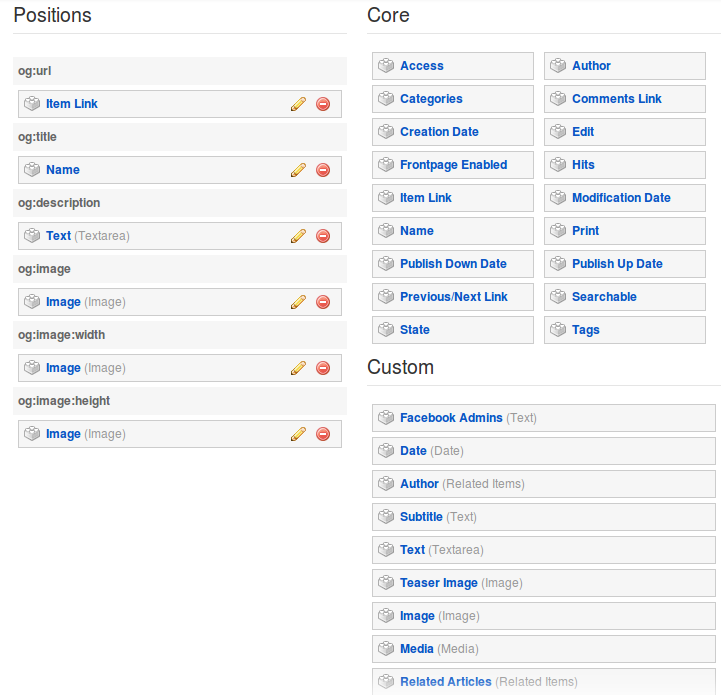 Positions
og:url
Item Link
og:title
Name
og:description
Text (Textarea)
og:image
Image (Image)
og:image:width
Image (Image)
og:image:height
Image (Image)
Core
Access
Author
Categories
Comments Link
Creation Date
Edit
Frontpage Enabled
Hits
Item Link
Modification Date
Name
Print
Publish Down Date
Publish Up Date
Previous/Next Link
Searchable
State
Tags
Custom
Facebook Admins (Text)
Date (Date)
Author (Related Items)
Subtitle (Text)
Text (Textarea)
Teaser Image (Image)
Image (Image)
Media (Media)
Related Articles (Related Items)